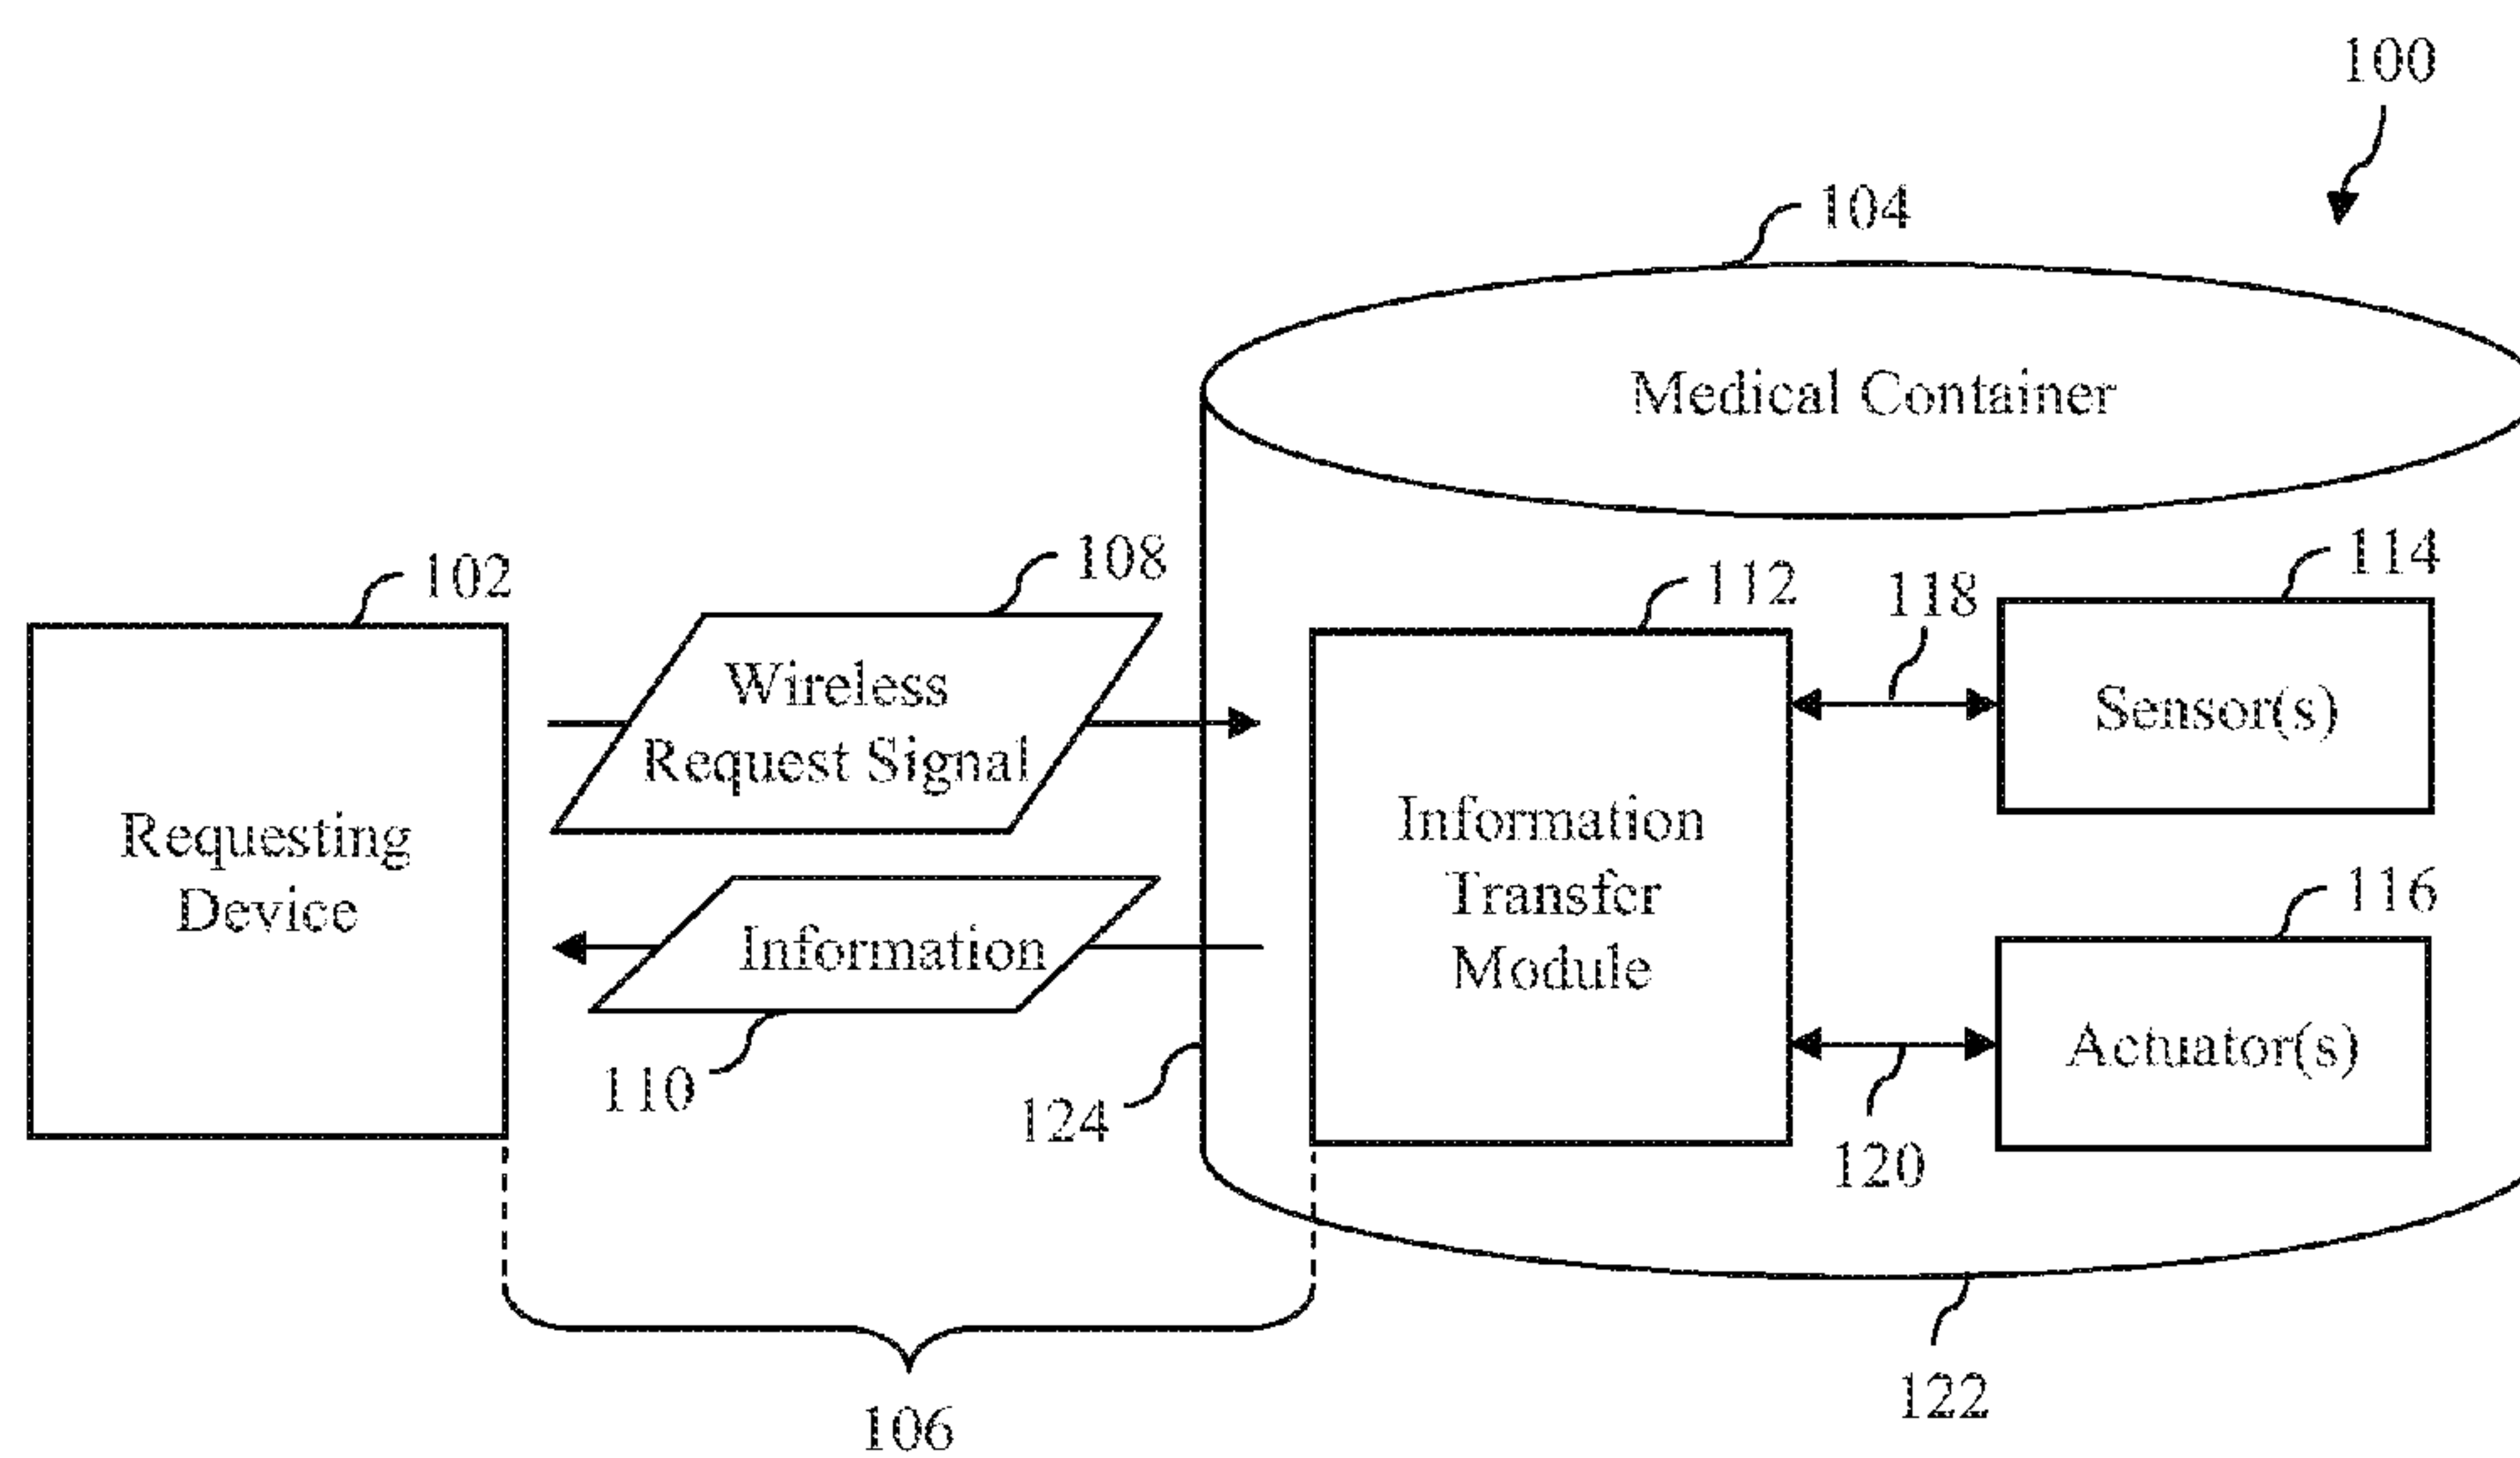 100
104
Medical Container
102
108
112
118
114
Wireless
Request Signal
Sensor(s)
Requesting
Device
Information
Transfer
Module
116
Information
Actuator(s)
110
124
120
106
122